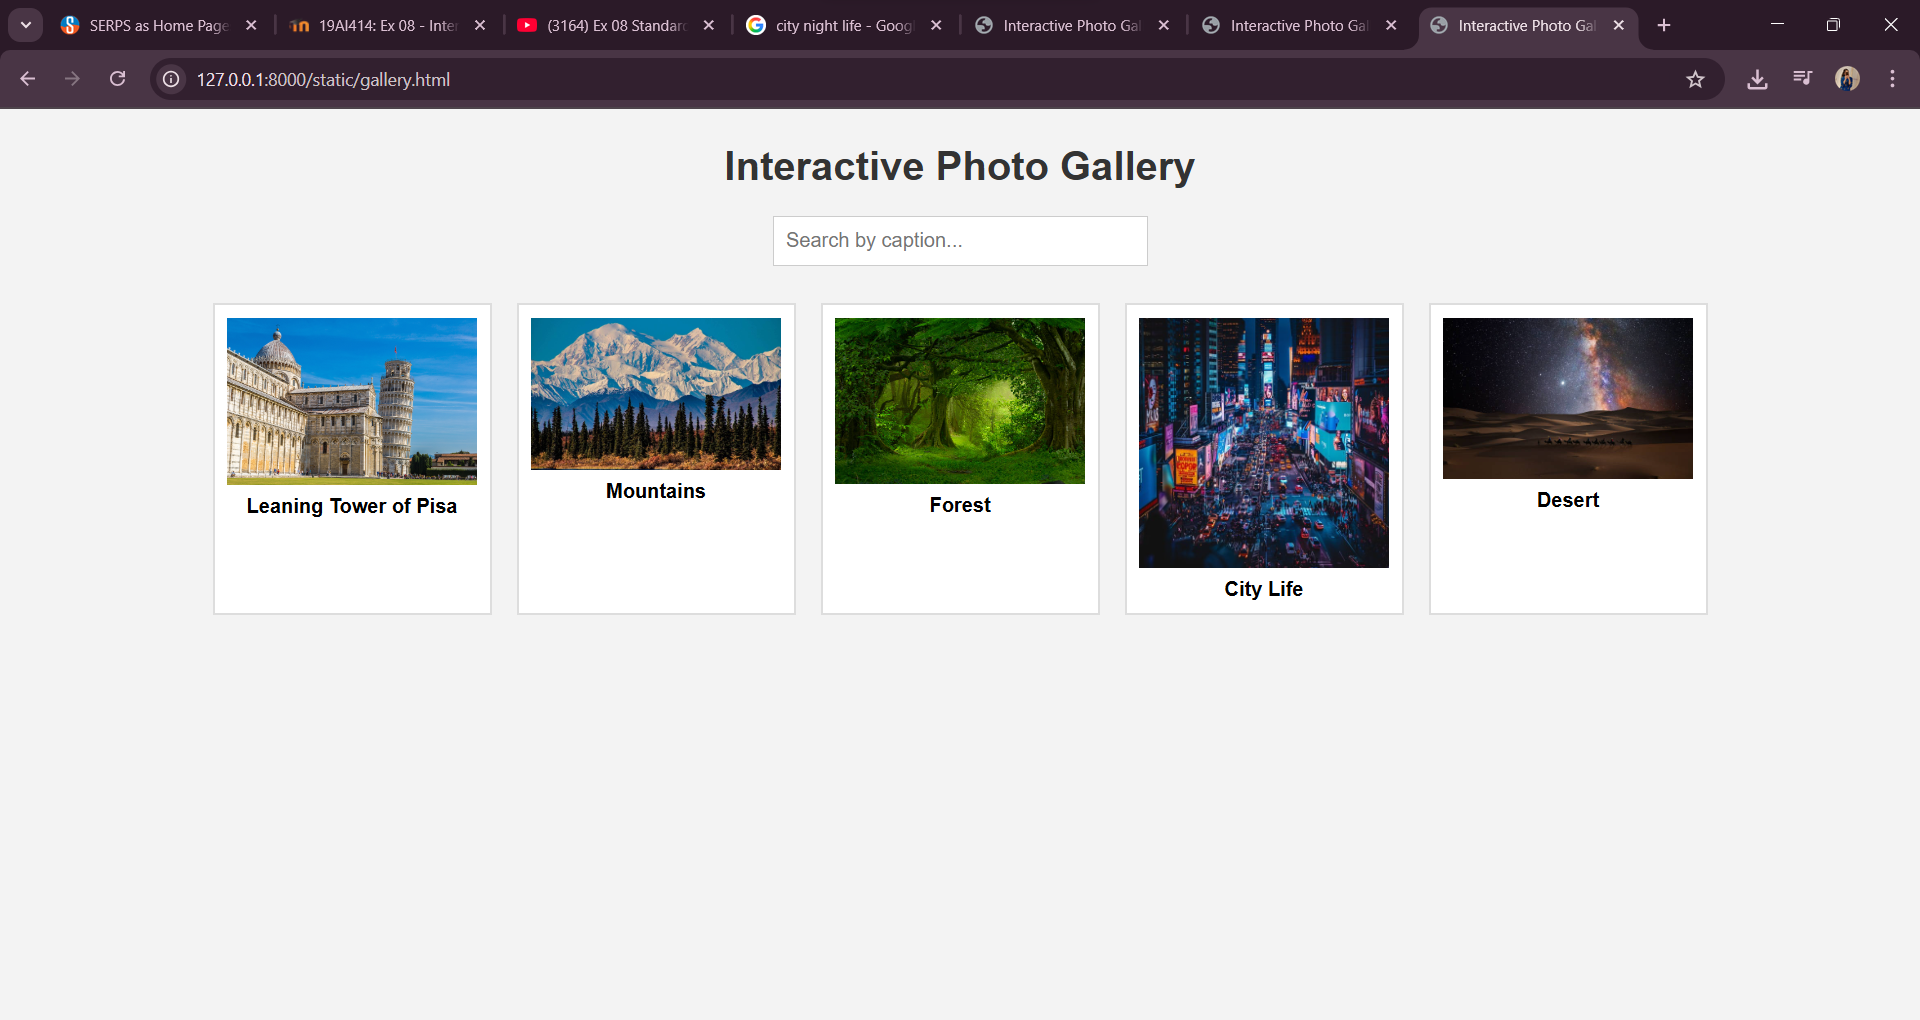 SERPS as Home Page
19AI414: Ex 08 - Inter
(3164) Ex 08 Standard
city night life - Googl
Interactive Photo Gal
Interactive Photo Gal
Interactive Photo Gal
127.0.0.1:8000/static/gallery.html
Interactive Photo Gallery
Search by caption...
Leaning Tower of Pisa
Mountains
Forest
City Life
Desert